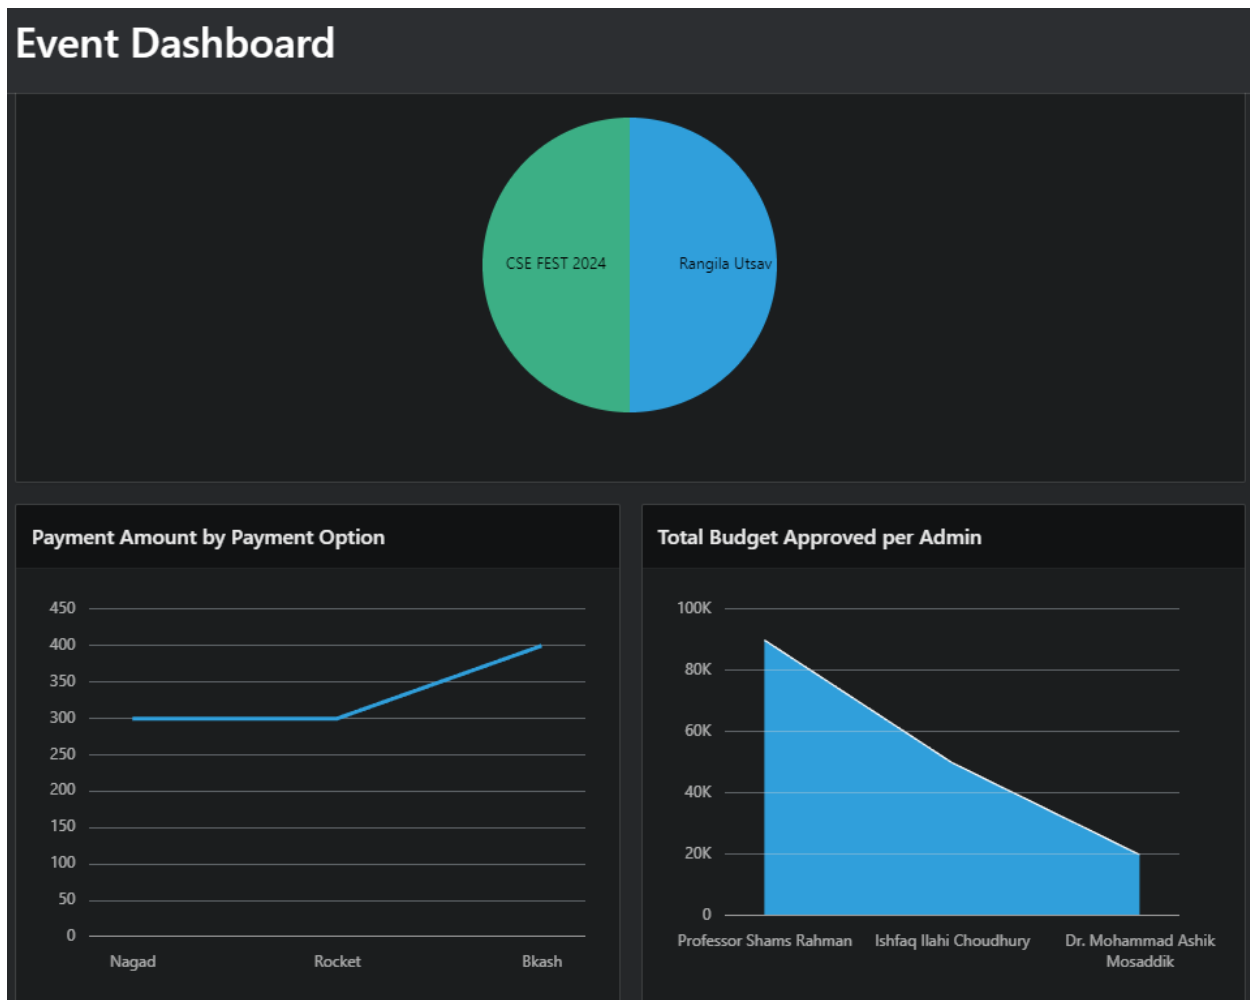 Event Dashboard
CSE FEST 2024
Rangila Utsav
Payment Amount by Payment Option
450
400
350
300
250
200
150
100
50
0
Nagad
Rocket
Bkash
Total Budget Approved per Admin
100K
80K
60K
40K
20K
0
Professor Shams Rahman
Ishfaq Ilahi Choudhury
Dr. Mohammad Ashik
Mosaddik